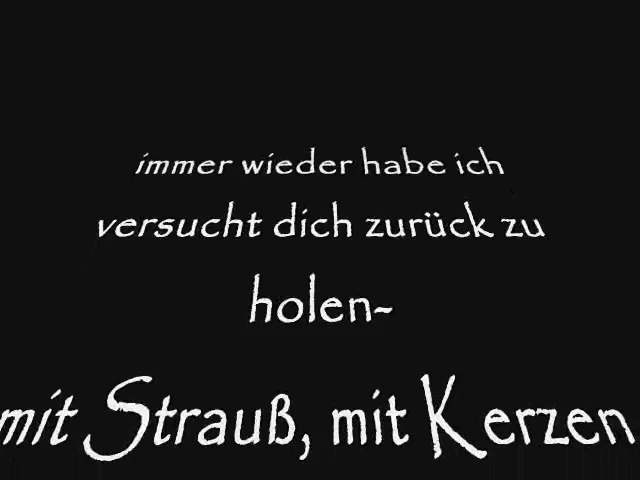 immer wieder habe ich
versucht dich zurück zu
holen-
mit Strauß, mit Kerzen